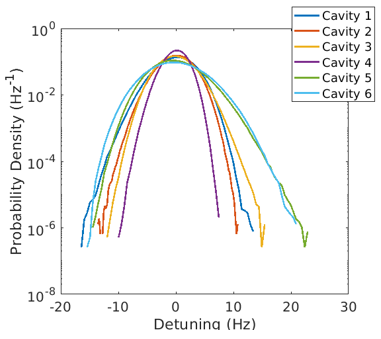 Cavity 1
Cavity 2
Cavity 3
Cavity 4
Cavity 5
Cavity 6
10^0
10^-2
10^-4
10^-6
10^-8
Probability Density (Hz^-1)
-20 -10 0 10 20 30
Detuning (Hz)